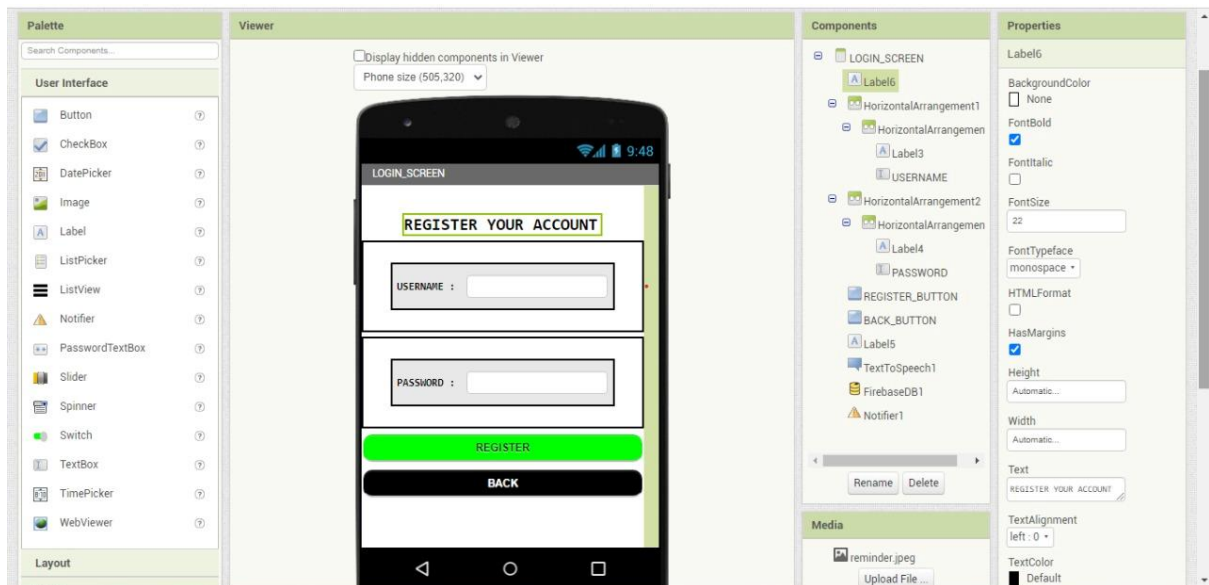 Palette
Search Components...
User Interface
Button
CheckBox
DatePicker
Image
Label
ListPicker
ListView
Notifier
PasswordTextBox
Slider
Spinner
Switch
TextBox
TimePicker
WebViewer
Layout
Viewer
Display hidden components in Viewer
Phone size (505,320)
9:48
LOGIN_SCREEN
REGISTER YOUR ACCOUNT
USERNAME :
PASSWORD :
REGISTER
BACK
Components
LOGIN_SCREEN
Label6
HorizontalArrangement1
HorizontalArrangemen
Label3
USERNAME
HorizontalArrangement2
HorizontalArrangemen
Label4
PASSWORD
REGISTER_BUTTON
BACK_BUTTON
Label5
TextToSpeech1
FirebaseDB1
Notifier1
Rename Delete
Media
reminder.jpeg
Upload File ...
Properties
Label6
BackgroundColor
None
FontBold
FontItalic
FontSize
22
FontTypeface
monospace
HTMLFormat
HasMargins
Height
Automatic...
Width
Automatic...
Text
REGISTER YOUR ACCOUNT
TextAlignment
left : 0
TextColor
Default